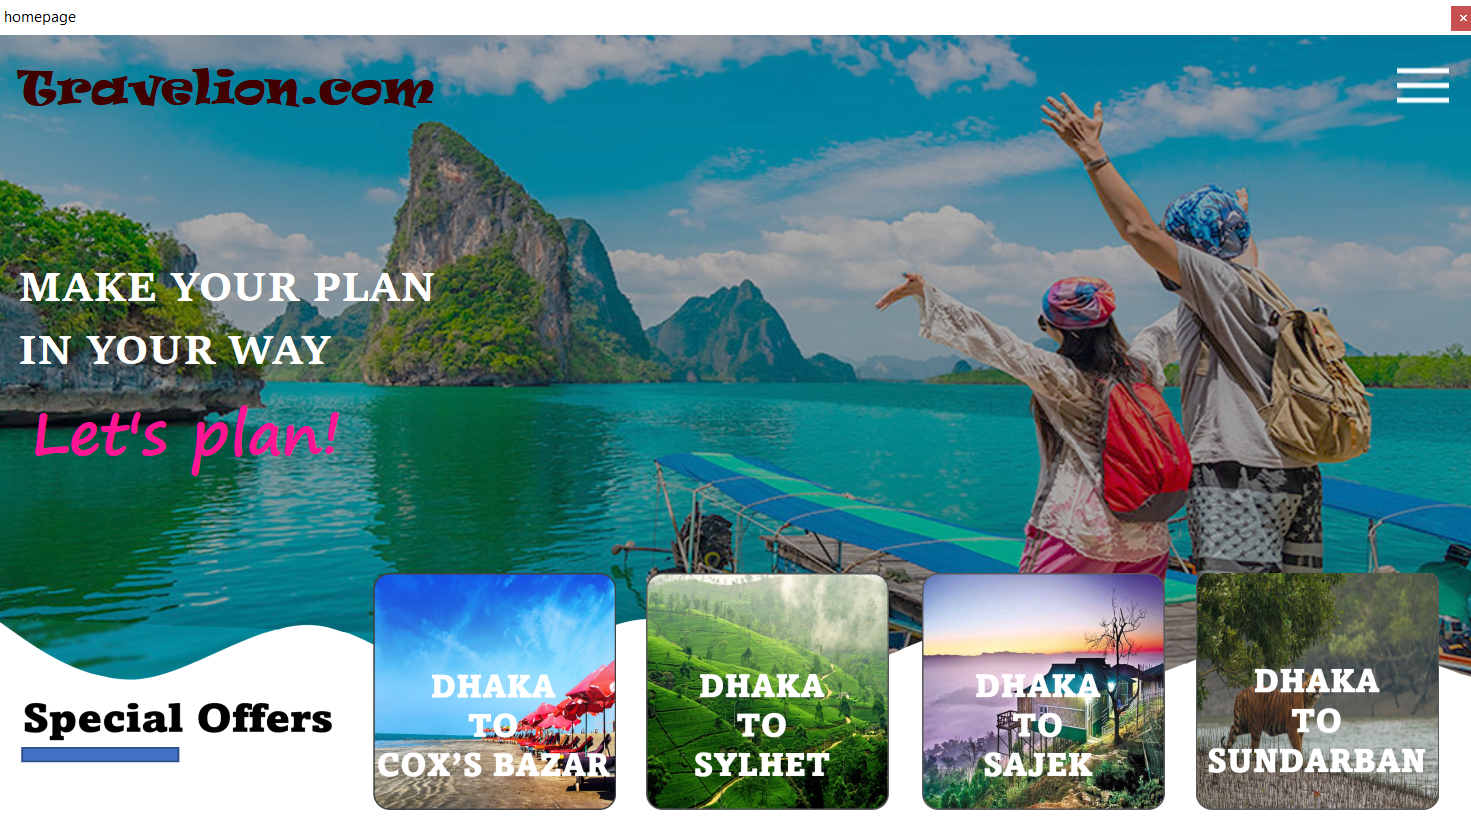 homepage
Travelion.com
MAKE YOUR PLAN
IN YOUR WAY
Let's plan!
Special Offers
DHAKA
TO
COX’S BAZAR
DHAKA
TO
SYLHET
DHAKA
TO
SAJEK
DHAKA
TO
SUNDARBAN